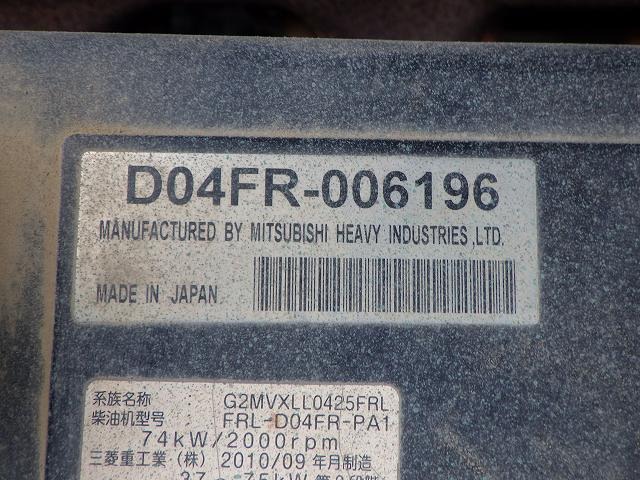 D04FR-006196
MANUFACTURED BY MITSUBISHI HEAVY INDUSTRIES,LTD.
MADE IN JAPAN
系族名称 G2MVXLL0425FRL
柴油机型号 FRL-D04FR-PA1
74kW/2000rpm
三菱重工業(株) 2010/09 年月制造
37 75kW